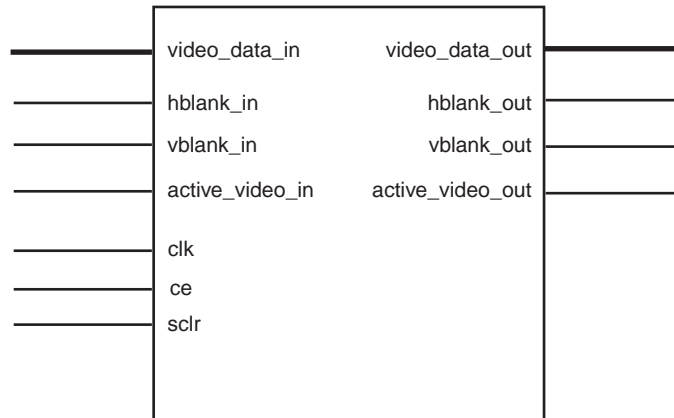 video_data_in video_data_out
hblank_in hblank_out
vblank_in vblank_out
active_video_in active_video_out
clk
ce
sclr